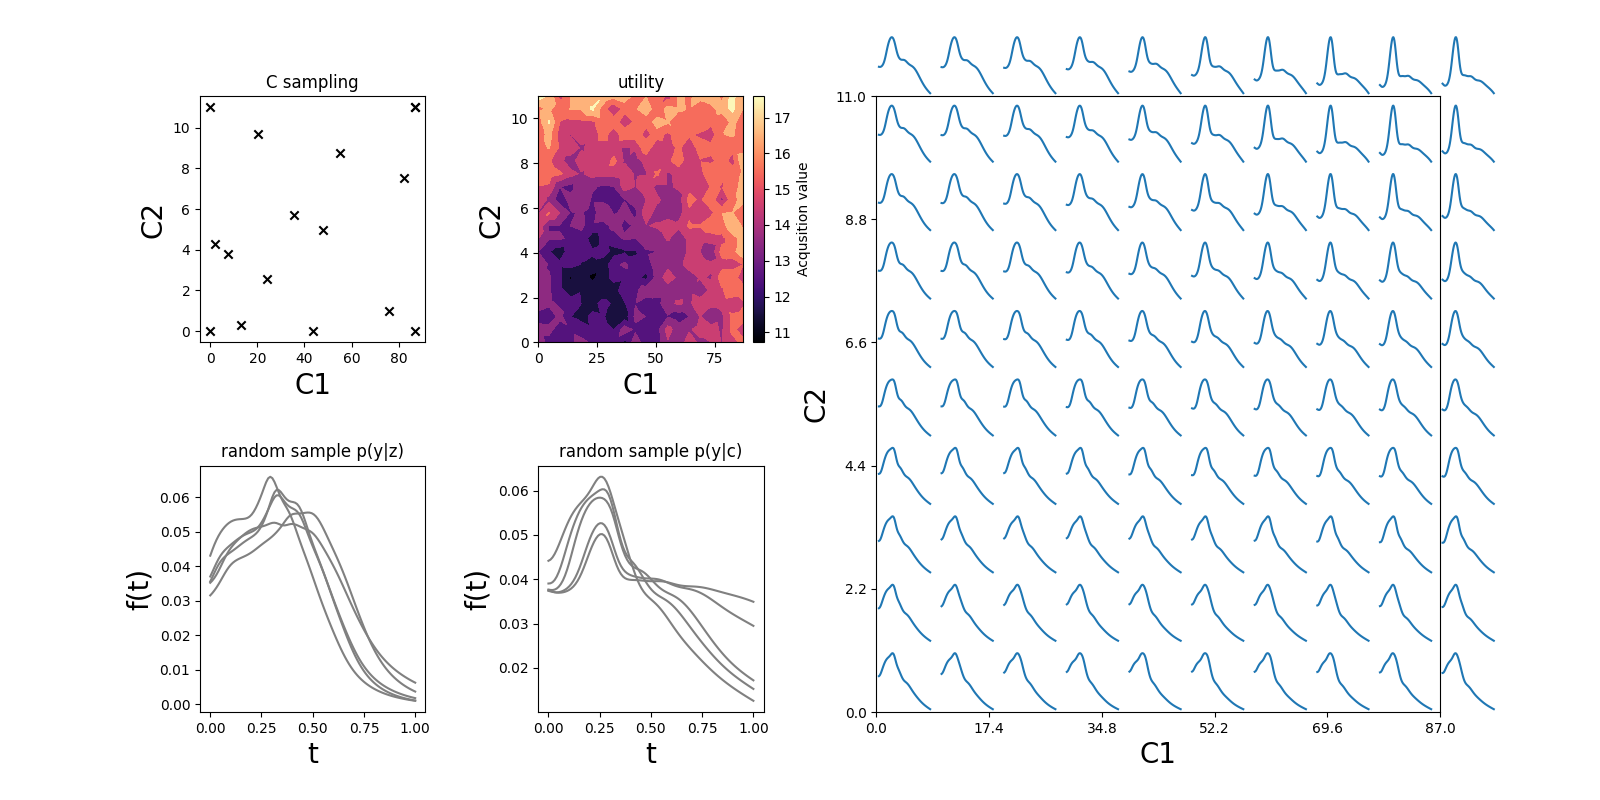 C sampling
C2
10
8
6
4
2
0
0 20 40 60 80
C1
utility
C2
10
8
6
4
2
0
0 25 50 75
C1
17
16
15
14
13
12
11
Acqusition value
random sample p(y|z)
f(t)
0.06
0.05
0.04
0.03
0.02
0.01
0.00
0.00 0.25 0.50 0.75 1.00
t
random sample p(y|c)
f(t)
0.06
0.05
0.04
0.03
0.02
0.00 0.25 0.50 0.75 1.00
t
C2
11.0
8.8
6.6
4.4
2.2
0.0
0.0 17.4 34.8 52.2 69.6 87.0
C1